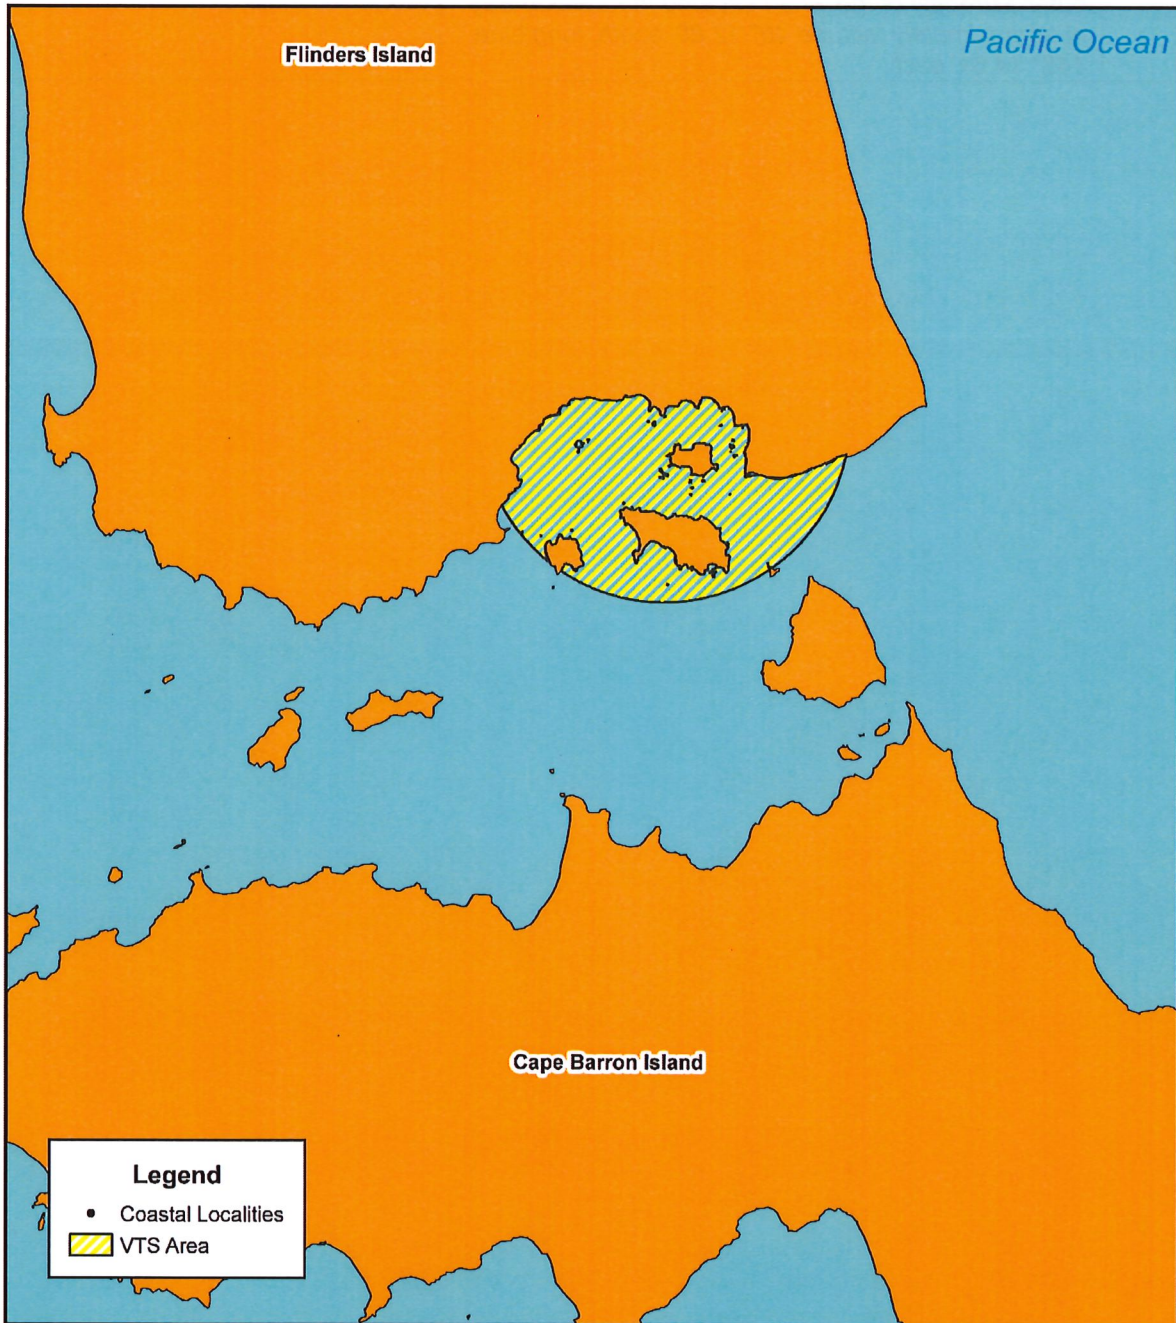 Flinders Island
Pacific Ocean
Cape Barron Island
Legend
Coastal Localities
VTS Area